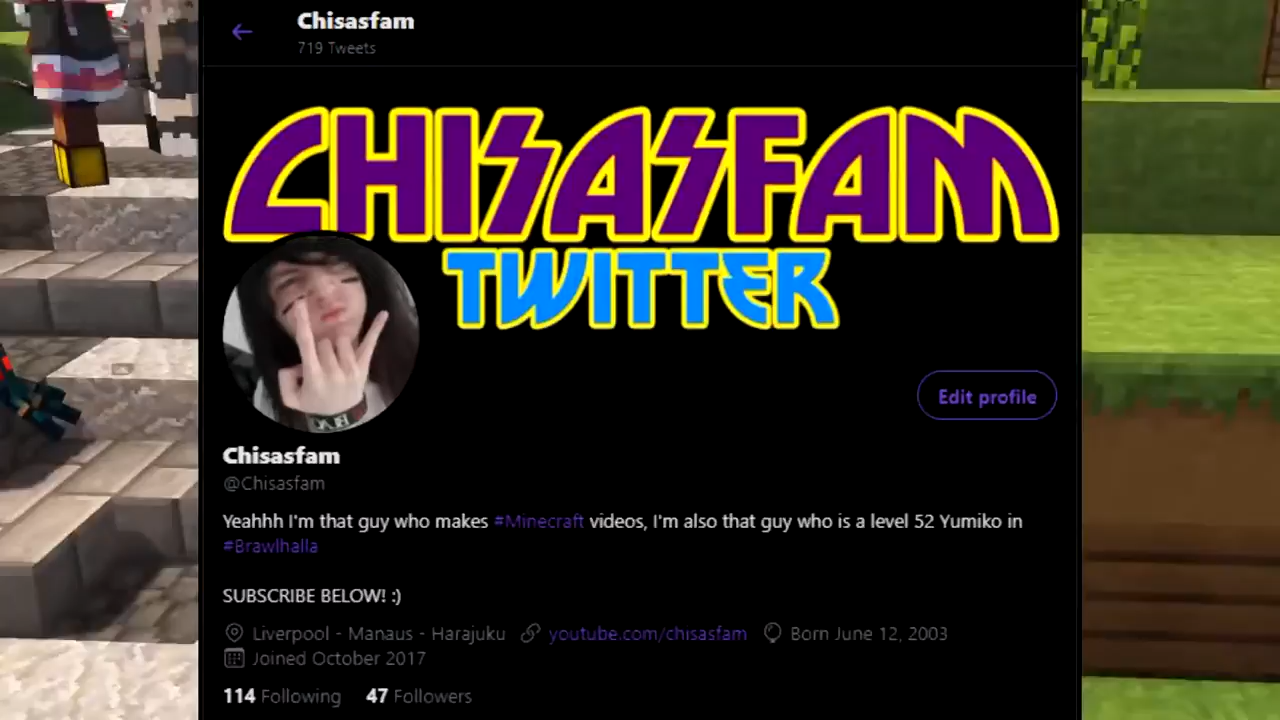 Chisasfam
719 Tweets
CHISASFAM
TWITTER
Edit profile
Chisasfam
@Chisasfam
Yeahhh I'm that guy who makes #Minecraft videos, I'm also that guy who is a level 52 Yumiko in
#Brawlhalla
SUBSCRIBE BELOW! :)
Liverpool - Manaus - Harajuku youtube.com/chisasfam Born June 12, 2003
Joined October 2017
114 Following 47 Followers